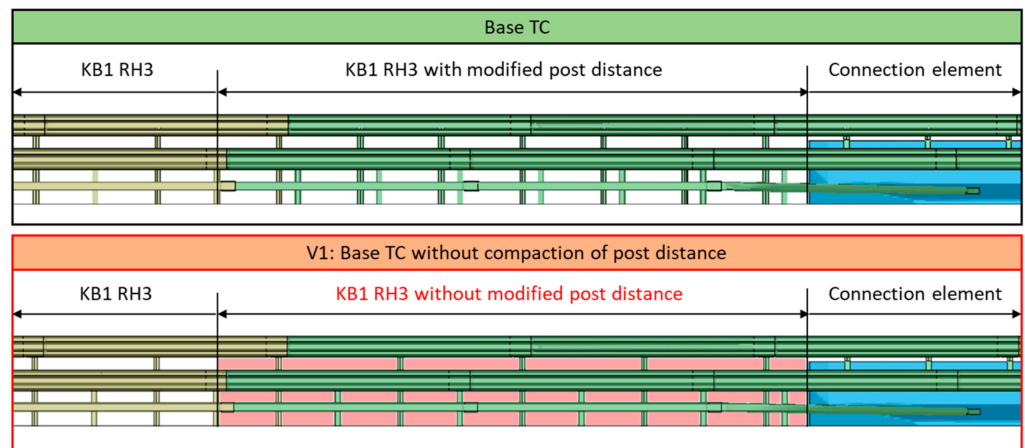 Base TC
KB1 RH3
KB1 RH3 with modified post distance
Connection element
V1: Base TC without compaction of post distance
KB1 RH3
KB1 RH3 without modified post distance
Connection element